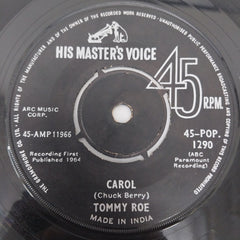 HIS MASTER'S VOICE
45 R.P.M.
ARC MUSIC
CORP.
45-AMP 11966
45-POP.
1290
Recording First
Published 1964
(ABC
Paramount
Recording)
CAROL
(Chuck Berry)
TOMMY ROE
MADE IN INDIA